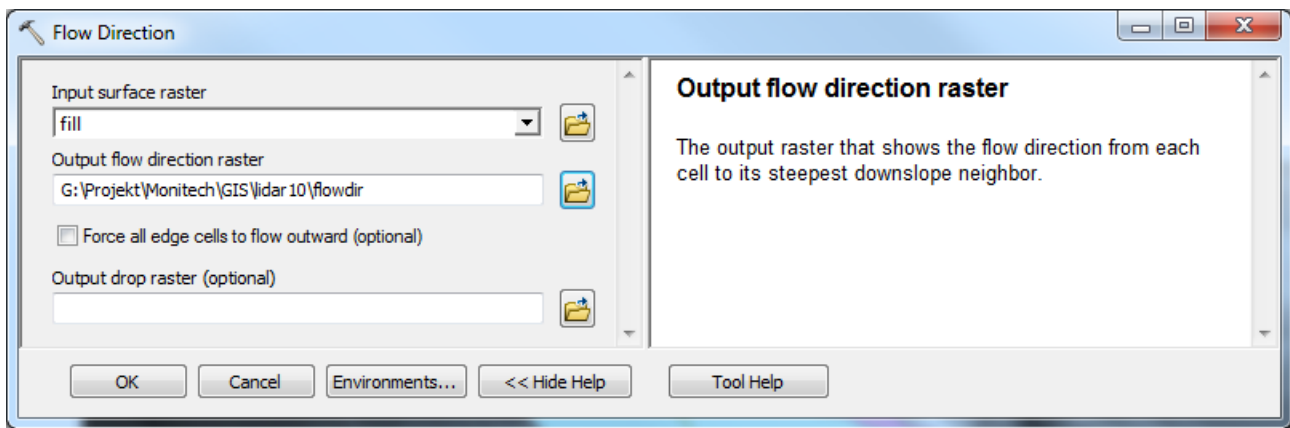 Flow Direction
Input surface raster
fill
Output flow direction raster
G:\Projekt\Monitech\GIS\lidar10\flowdir
Force all edge cells to flow outward (optional)
Output drop raster (optional)
Output flow direction raster
The output raster that shows the flow direction from each
cell to its steepest downslope neighbor.
OK
Cancel
Environments...
<< Hide Help
Tool Help